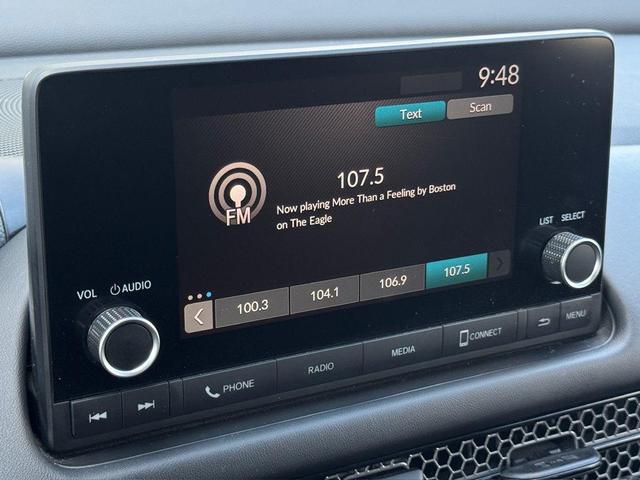 9:48
Text
Scan
107.5
FM
Now playing More Than a Feeling by Boston
on The Eagle
LIST SELECT
VOL AUDIO
100.3 104.1 106.9 107.5
PHONE RADIO MEDIA CONNECT MENU